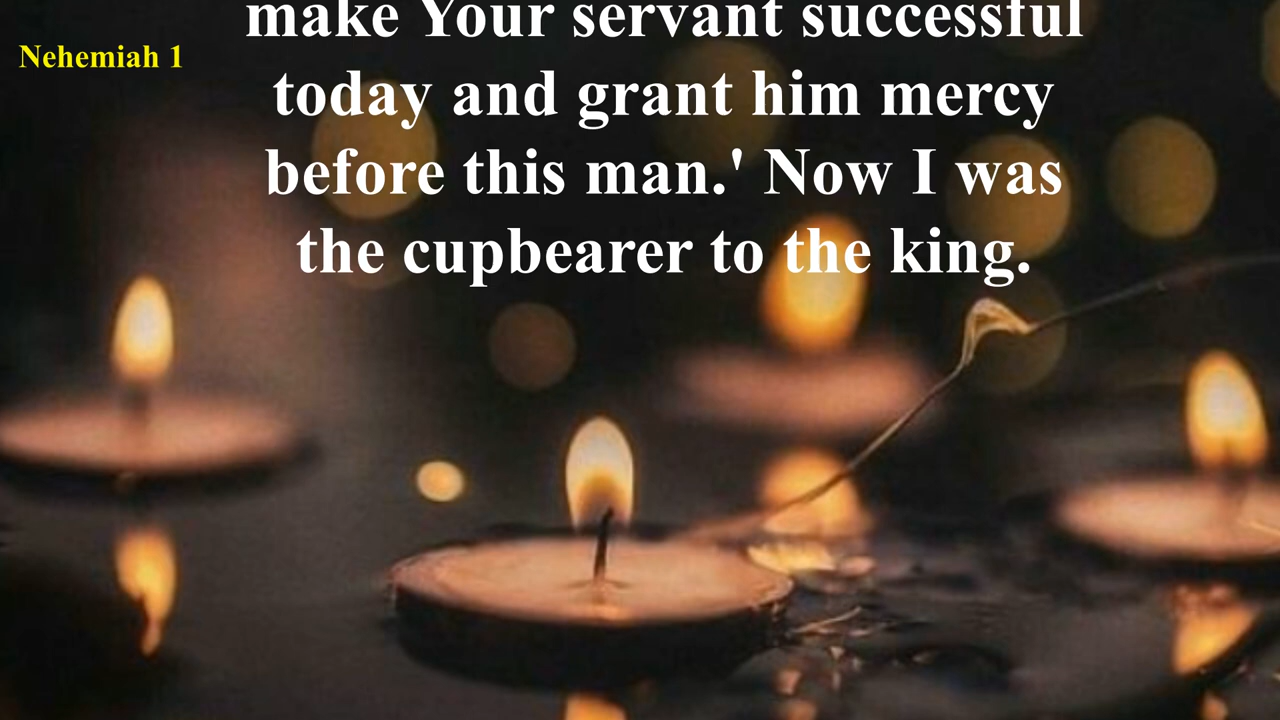 make Your servant successful
Nehemiah 1
today and grant him mercy
before this man.' Now I was
the cupbearer to the king.